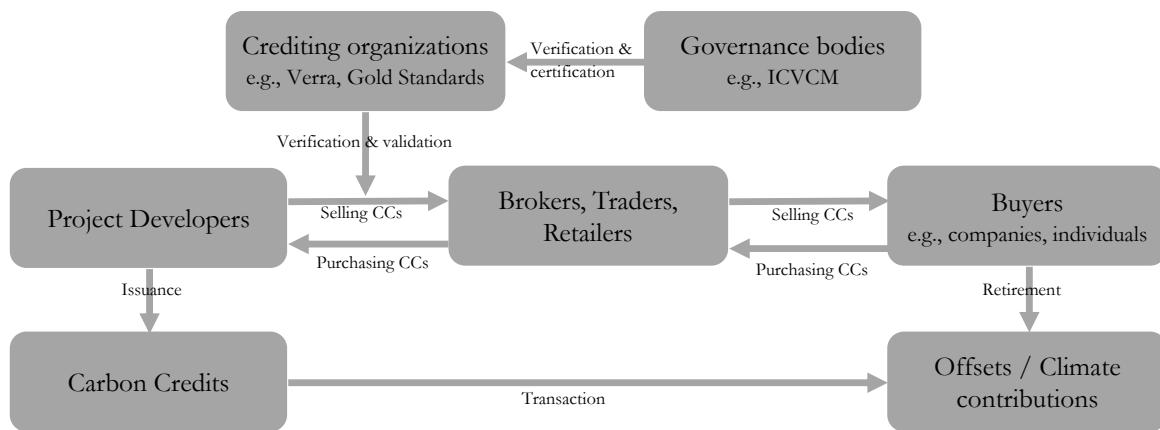 Crediting organizations
e.g., Verra, Gold Standards
Verification &
certification
Governance bodies
e.g., ICVCM
Verification & validation
Project Developers
Selling CCs
Purchasing CCs
Brokers, Traders,
Retailers
Selling CCs
Purchasing CCs
Buyers
e.g., companies, individuals
Issuance
Retirement
Carbon Credits
Transaction
Offsets / Climate
contributions